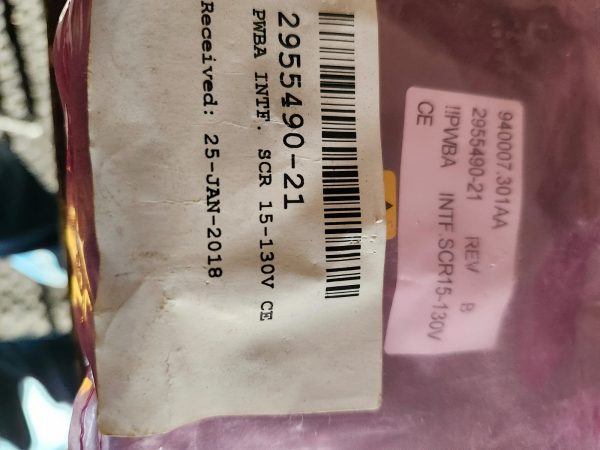 2955490-21
PWBA INTF. SCR 15-130V CE
Received: 25-JAN-2018
940007.301AA
2955490-21 REV B
!!PWBA INTF.SCR15-130V
CE